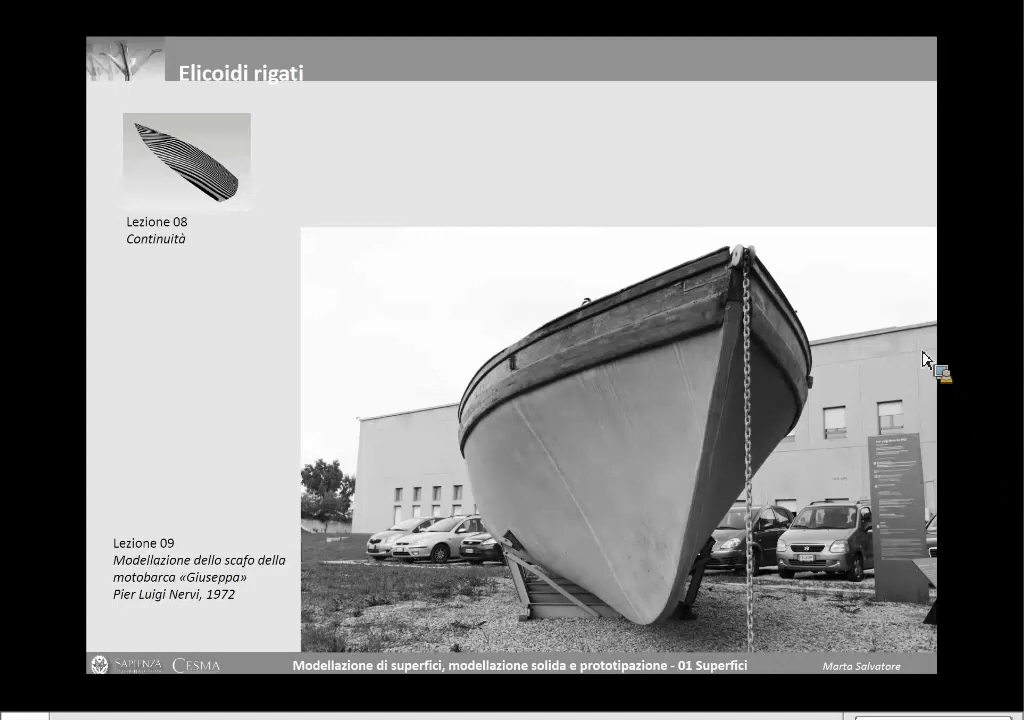 Elicoidi rigati
Lezione 08
Continuità
Lezione 09
Modellazione dello scafo della
motobarca «Giuseppa»
Pier Luigi Nervi, 1972
SAPIENZA
CESMA
Modellazione di superfici, modellazione solida e prototipazione - 01 Superfici
Marta Salvatore